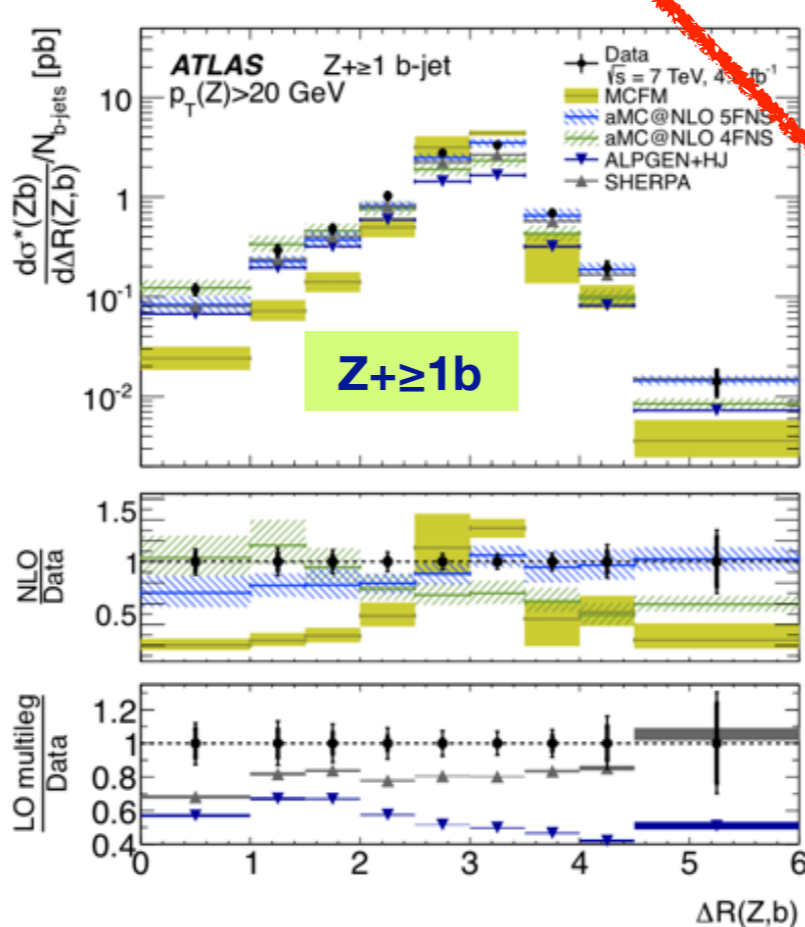 ATLAS Z+≥1 b-jet
p_T(Z)>20 GeV
Data
√s = 7 TeV, fb⁻¹
MCFM
aMC@NLO 5FNS
aMC@NLO 4FNS
ALPGEN+HJ
SHERPA
dσ*(Zb)/dΔR(Z,b)/N_b-jets [pb]
10
1
10⁻¹
10⁻²
Z+≥1b
NLO/Data
1.5
1
0.5
LO multileg/Data
1.2
1
0.8
0.6
0.4
0 1 2 3 4 5 6
ΔR(Z,b)